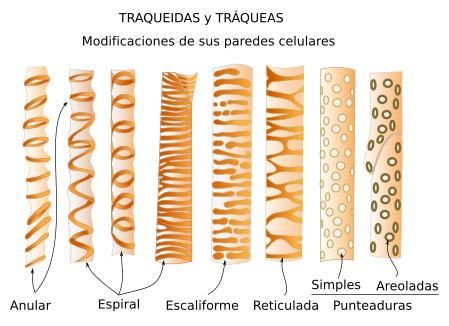 TRAQUEIDAS y TRÁQUEAS
Modificaciones de sus paredes celulares
Anular
Espiral
Escaliforme
Reticulada
Simples
Areoladas
Punteaduras